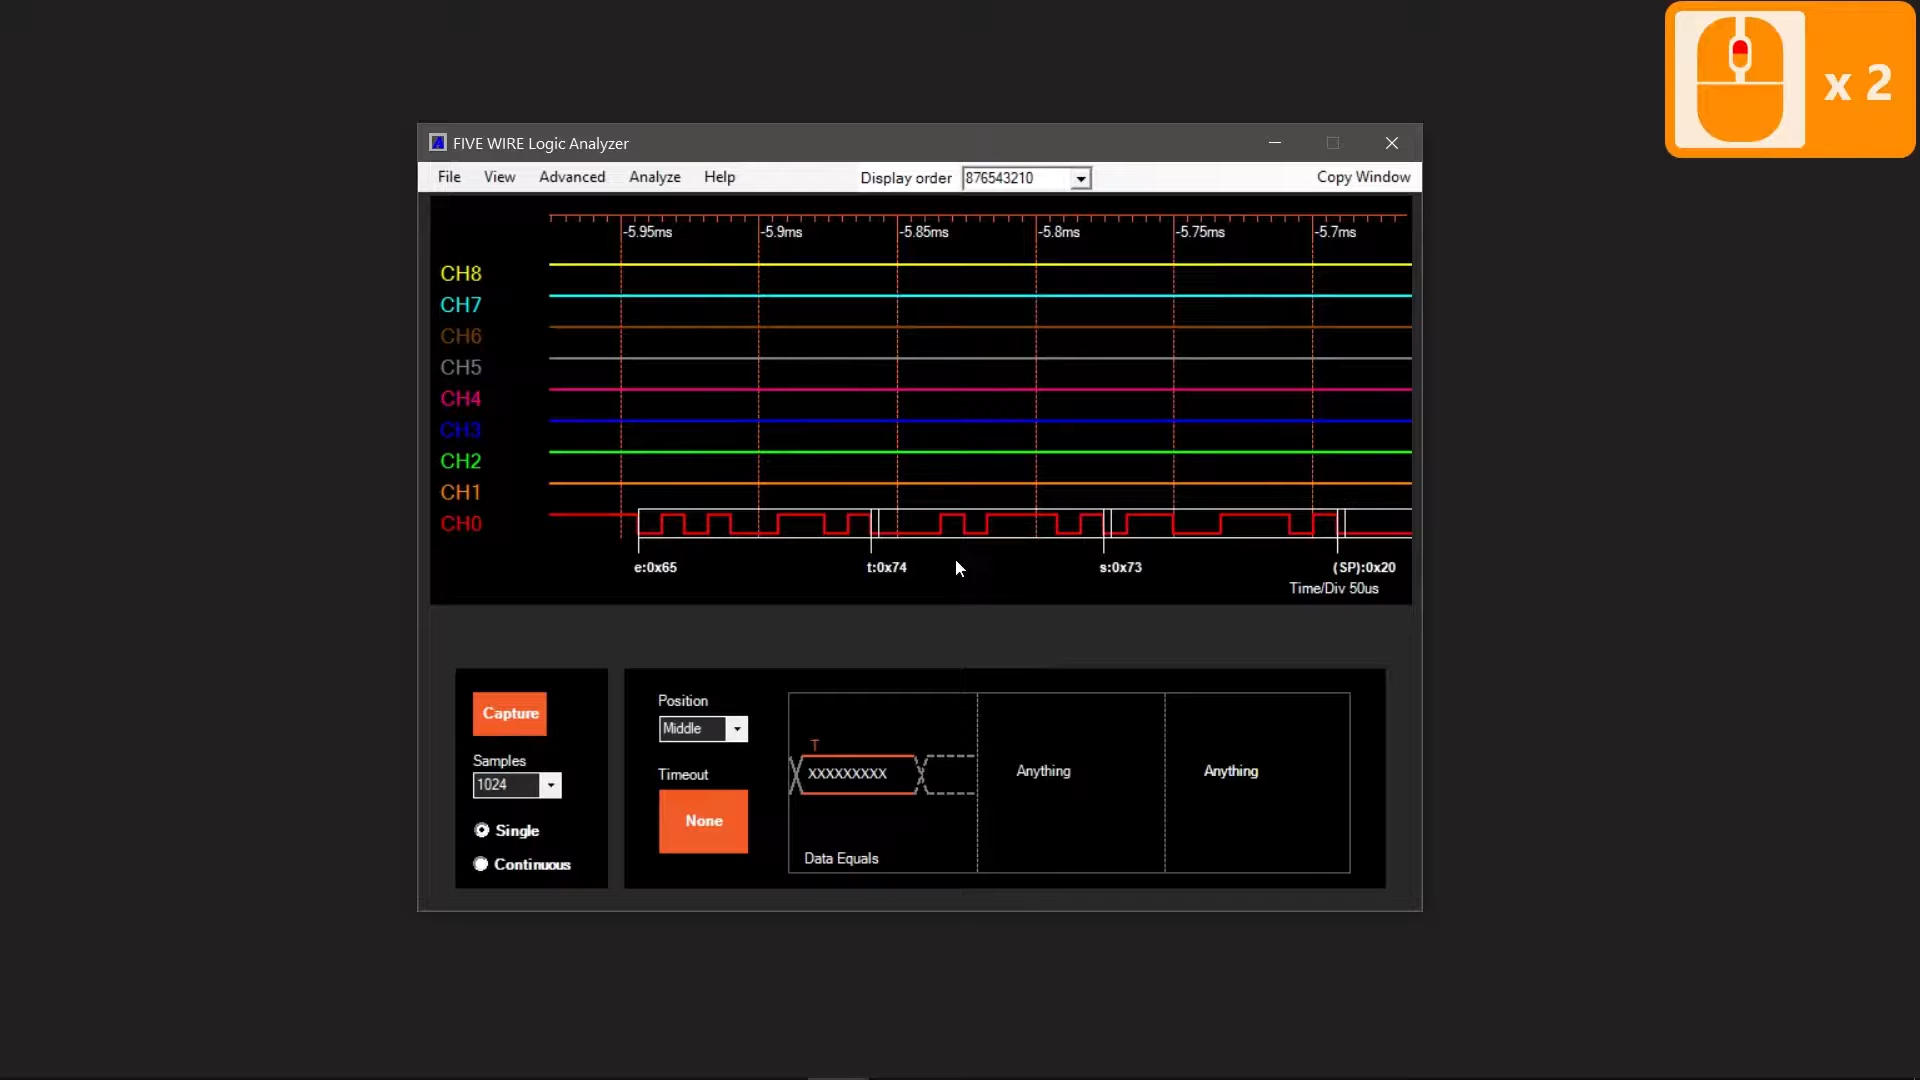 x 2
FIVE WIRE Logic Analyzer
File View Advanced Analyze Help Display order 876543210 Copy Window
-5.95ms -5.9ms -5.85ms -5.8ms -5.75ms -5.7ms
CH8
CH7
CH6
CH5
CH4
CH3
CH2
CH1
CH0
e:0x65 t:0x74 s:0x73 (SP):0x20
Time/Div 50us
Capture
Samples
1024
Single
Continuous
Position
Middle
Timeout
None
T
XXXXXXXXX
Data Equals
Anything
Anything